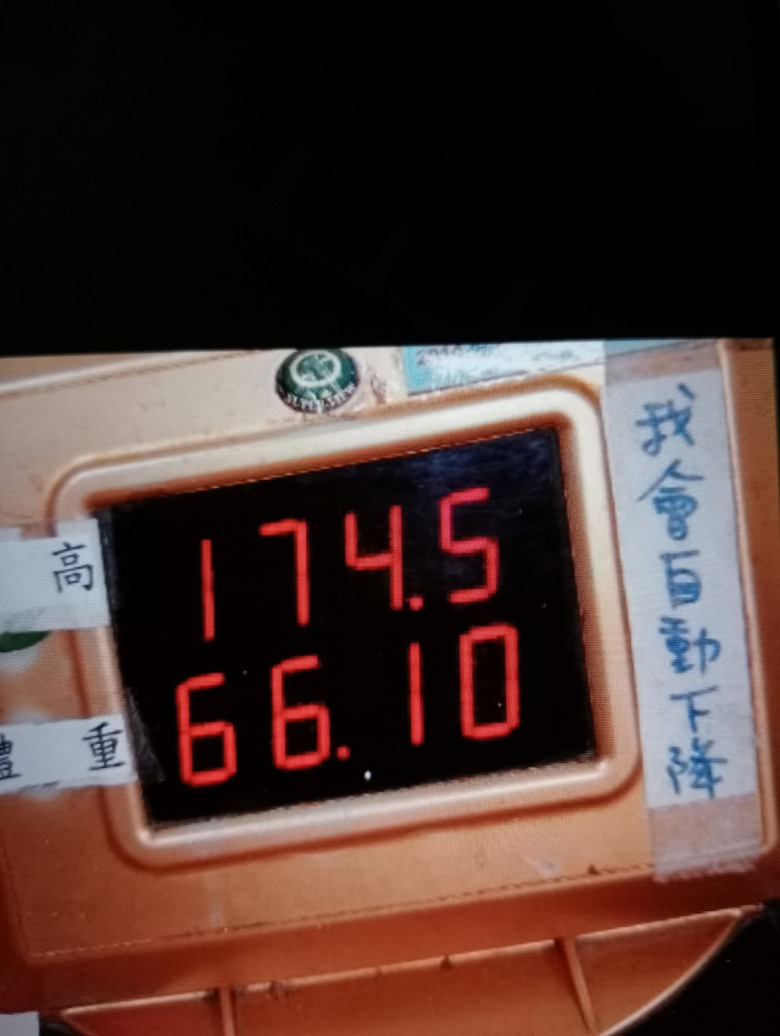 高
174.5
體 重
66.10
我會自動下降